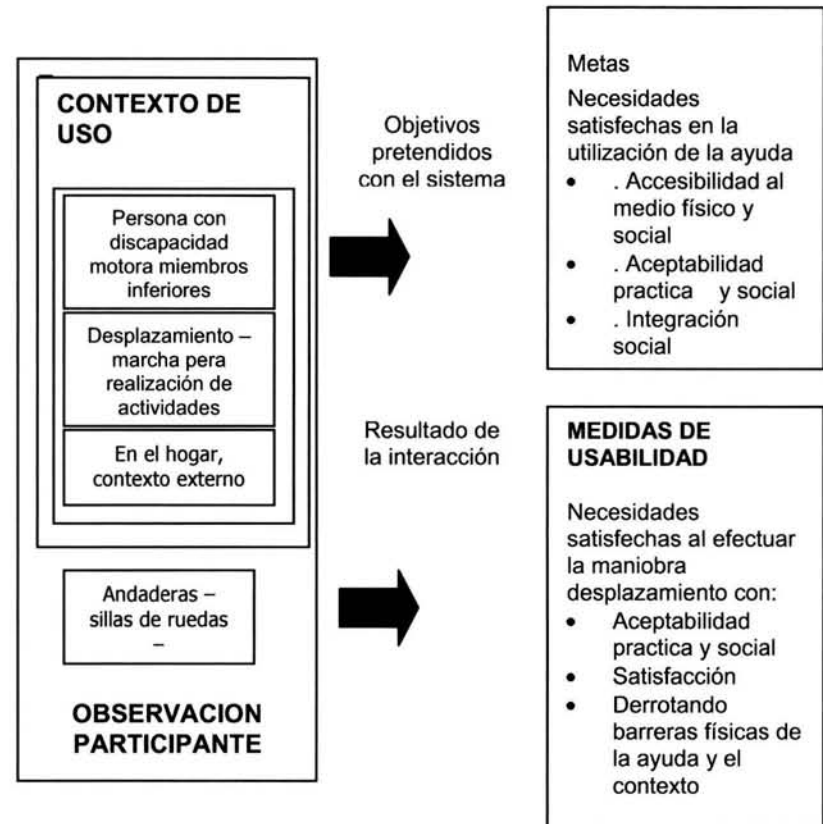 CONTEXTO DE
USO
Persona con
discapacidad
motora miembros
inferiores
Desplazamiento –
marcha pera
realización de
actividades
En el hogar,
contexto externo
Andaderas –
sillas de ruedas
–
OBSERVACION
PARTICIPANTE
Objetivos
pretendidos
con el sistema
Resultado de
la interacción
Metas
Necesidades
satisfechas en la
utilización de la ayuda
• . Accesibilidad al
medio físico y
social
• . Aceptabilidad
practica y social
• . Integración
social
MEDIDAS DE
USABILIDAD
Necesidades
satisfechas al efectuar
la maniobra
desplazamiento con:
• Aceptabilidad
practica y social
• Satisfacción
• Derrotando
barreras físicas de
la ayuda y el
contexto